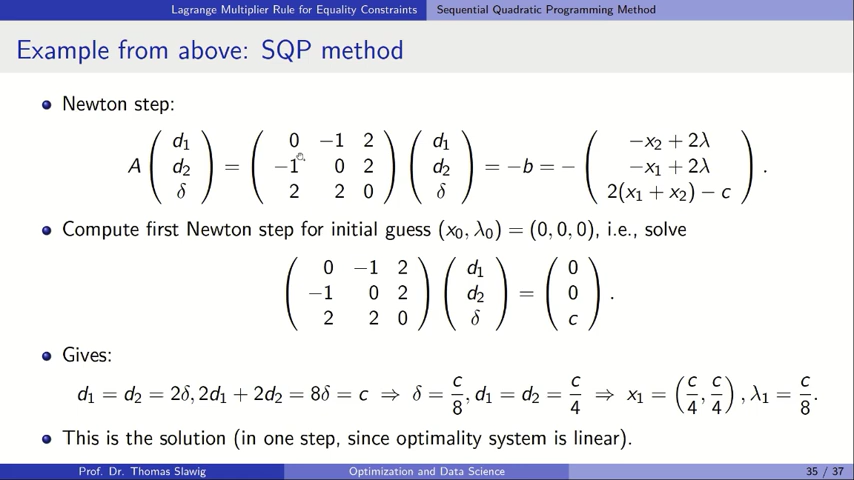 Lagrange Multiplier Rule for Equality Constraints Sequential Quadratic Programming Method
Example from above: SQP method
Newton step:
A ( d₁ d₂ δ ) = ( 0 −1 2 −1 0 2 2 2 0 ) ( d₁ d₂ δ ) = −b = − ( −x₂ + 2λ −x₁ + 2λ 2(x₁ + x₂) − c ) .
Compute first Newton step for initial guess (x₀, λ₀) = (0, 0, 0), i.e., solve
( 0 −1 2 −1 0 2 2 2 0 ) ( d₁ d₂ δ ) = ( 0 0 c ) .
Gives:
d₁ = d₂ = 2δ, 2d₁ + 2d₂ = 8δ = c ⇒ δ = c/8, d₁ = d₂ = c/4 ⇒ x₁ = (c/4, c/4), λ₁ = c/8.
This is the solution (in one step, since optimality system is linear).
Prof. Dr. Thomas Slawig Optimization and Data Science 35 / 37